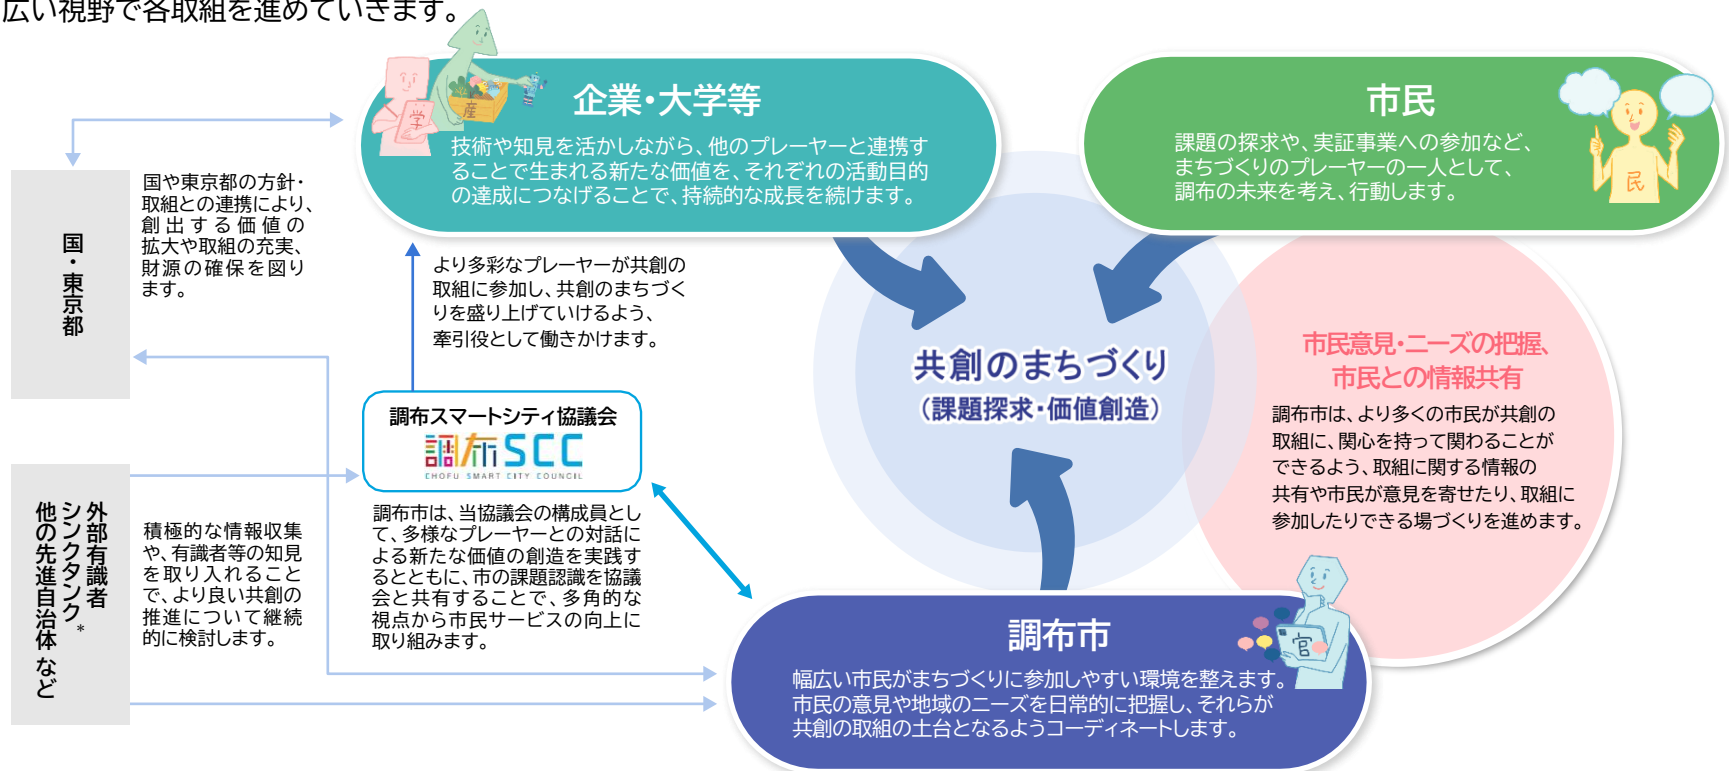 広い視野で各取組を進めていきます。
企業・大学等
技術や知見を活かしながら、他のプレーヤーと連携す
ることで生まれる新たな価値を、それぞれの活動目的
の達成につなげることで、持続的な成長を続けます。
学
産
市民
課題の探求や、実証事業への参加など、
まちづくりのプレーヤーの一人として、
調布の未来を考え、行動します。
民
国・東京都
国や東京都の方針・
取組との連携により、
創出する価値の
拡大や取組の充実、
財源の確保を図り
ます。
より多彩なプレーヤーが共創の
取組に参加し、共創のまちづく
りを盛り上げていけるよう、
牽引役として働きかけます。
共創のまちづくり
（課題探求・価値創造）
市民意見・ニーズの把握、
市民との情報共有
調布市は、より多くの市民が共創の
取組に、関心を持って関わることが
できるよう、取組に関する情報の
共有や市民が意見を寄せたり、取組に
参加したりできる場づくりを進めます。
調布スマートシティ協議会
調布SCC
CHOFU SMART CITY COUNCIL
調布市は、当協議会の構成員とし
て、多様なプレーヤーとの対話に
よる新たな価値の創造を実践す
るとともに、市の課題認識を協議
会と共有することで、多角的な
視点から市民サービスの向上に
取り組みます。
外部有識者
シンクタンク*
他の先進自治体 など
積極的な情報収集
や、有識者等の知見
を取り入れること
で、より良い共創の
推進について継続
的に検討します。
調布市
幅広い市民がまちづくりに参加しやすい環境を整えます。
市民の意見や地域のニーズを日常的に把握し、それらが
共創の取組の土台となるようコーディネートします。
官